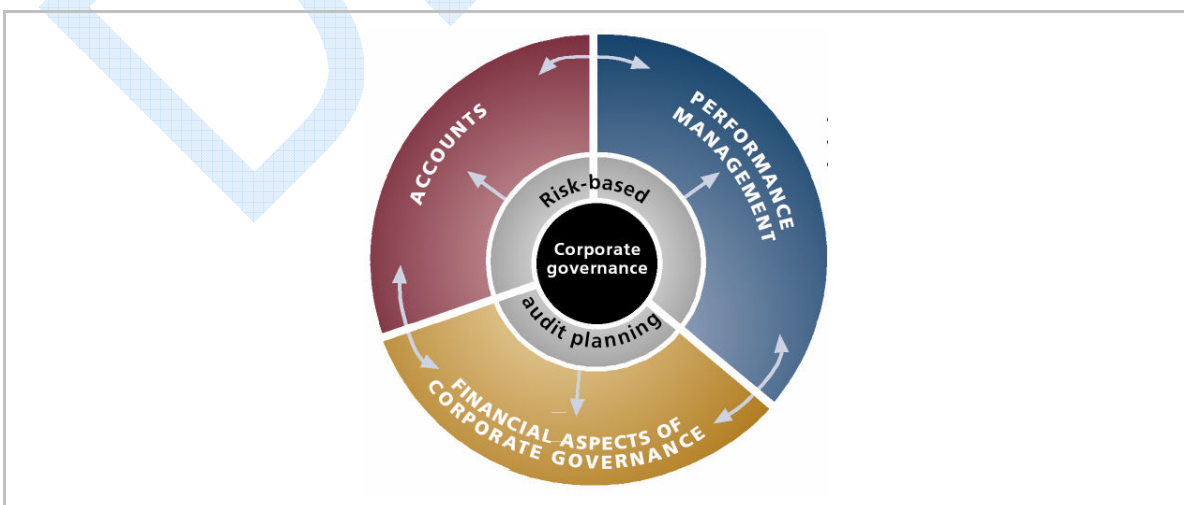 ACCOUNTS
PERFORMANCE
MANAGEMENT
Risk-based
Corporate
governance
audit planning
FINANCIAL ASPECTS OF
CORPORATE GOVERNANCE